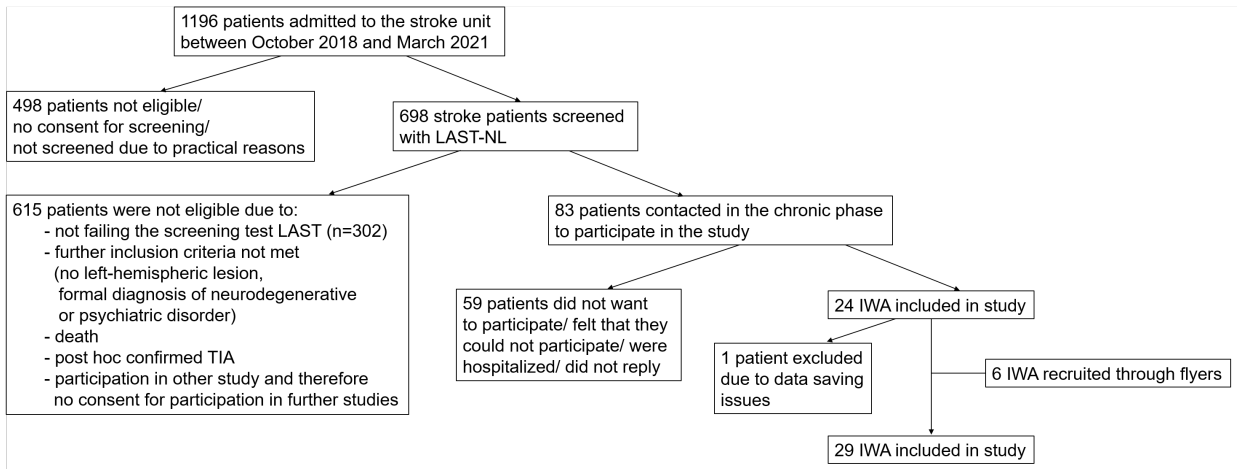 1196 patients admitted to the stroke unit
between October 2018 and March 2021
498 patients not eligible/
no consent for screening/
not screened due to practical reasons
698 stroke patients screened
with LAST-NL
615 patients were not eligible due to:
- not failing the screening test LAST (n=302)
- further inclusion criteria not met
(no left-hemispheric lesion,
formal diagnosis of neurodegenerative
or psychiatric disorder)
- death
- post hoc confirmed TIA
- participation in other study and therefore
no consent for participation in further studies
83 patients contacted in the chronic phase
to participate in the study
59 patients did not want
to participate/ felt that they
could not participate/ were
hospitalized/ did not reply
24 IWA included in study
1 patient excluded
due to data saving
issues
6 IWA recruited through flyers
29 IWA included in study